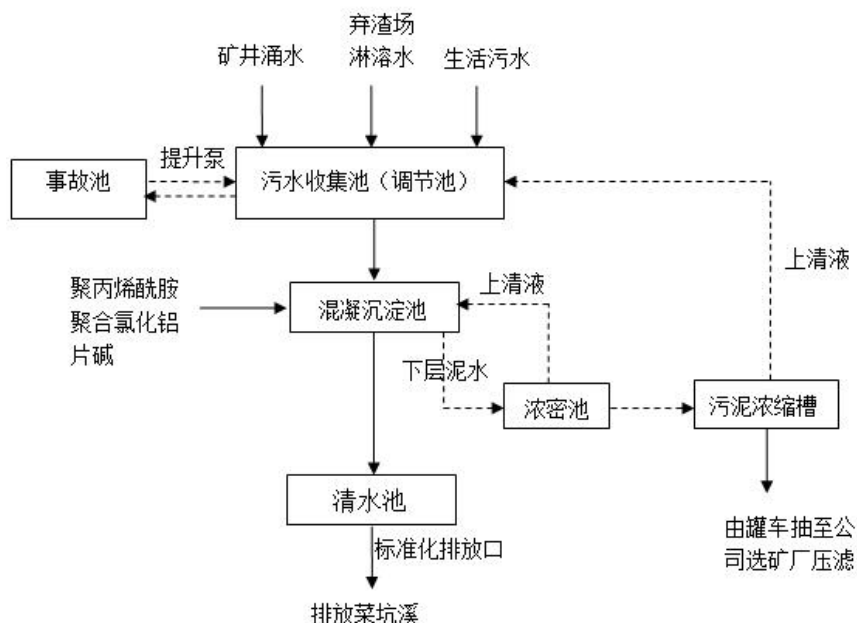 弃渣场
矿井涌水
淋溶水
生活污水
提升泵
事故池
污水收集池（调节池）
上清液
聚丙烯酰胺
聚合氯化铝
片碱
混凝沉淀池
上清液
下层泥水
浓密池
污泥浓缩槽
清水池
标准化排放口
由罐车抽至公
司选矿厂压滤
排放菜坑溪